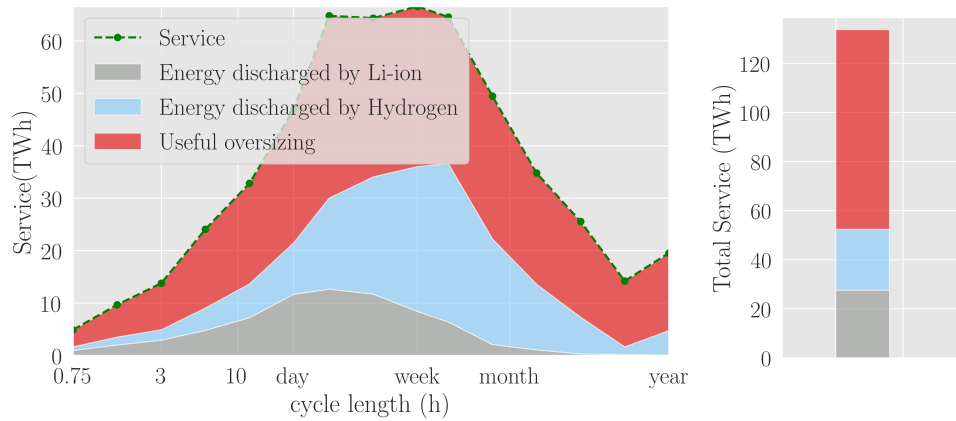 Service
Energy discharged by Li-ion
Energy discharged by Hydrogen
Useful oversizing
Service(TWh)
60
50
40
30
20
10
0
0.75 3 10 day week month year
cycle length (h)
Total Service (TWh)
120
100
80
60
40
20
0